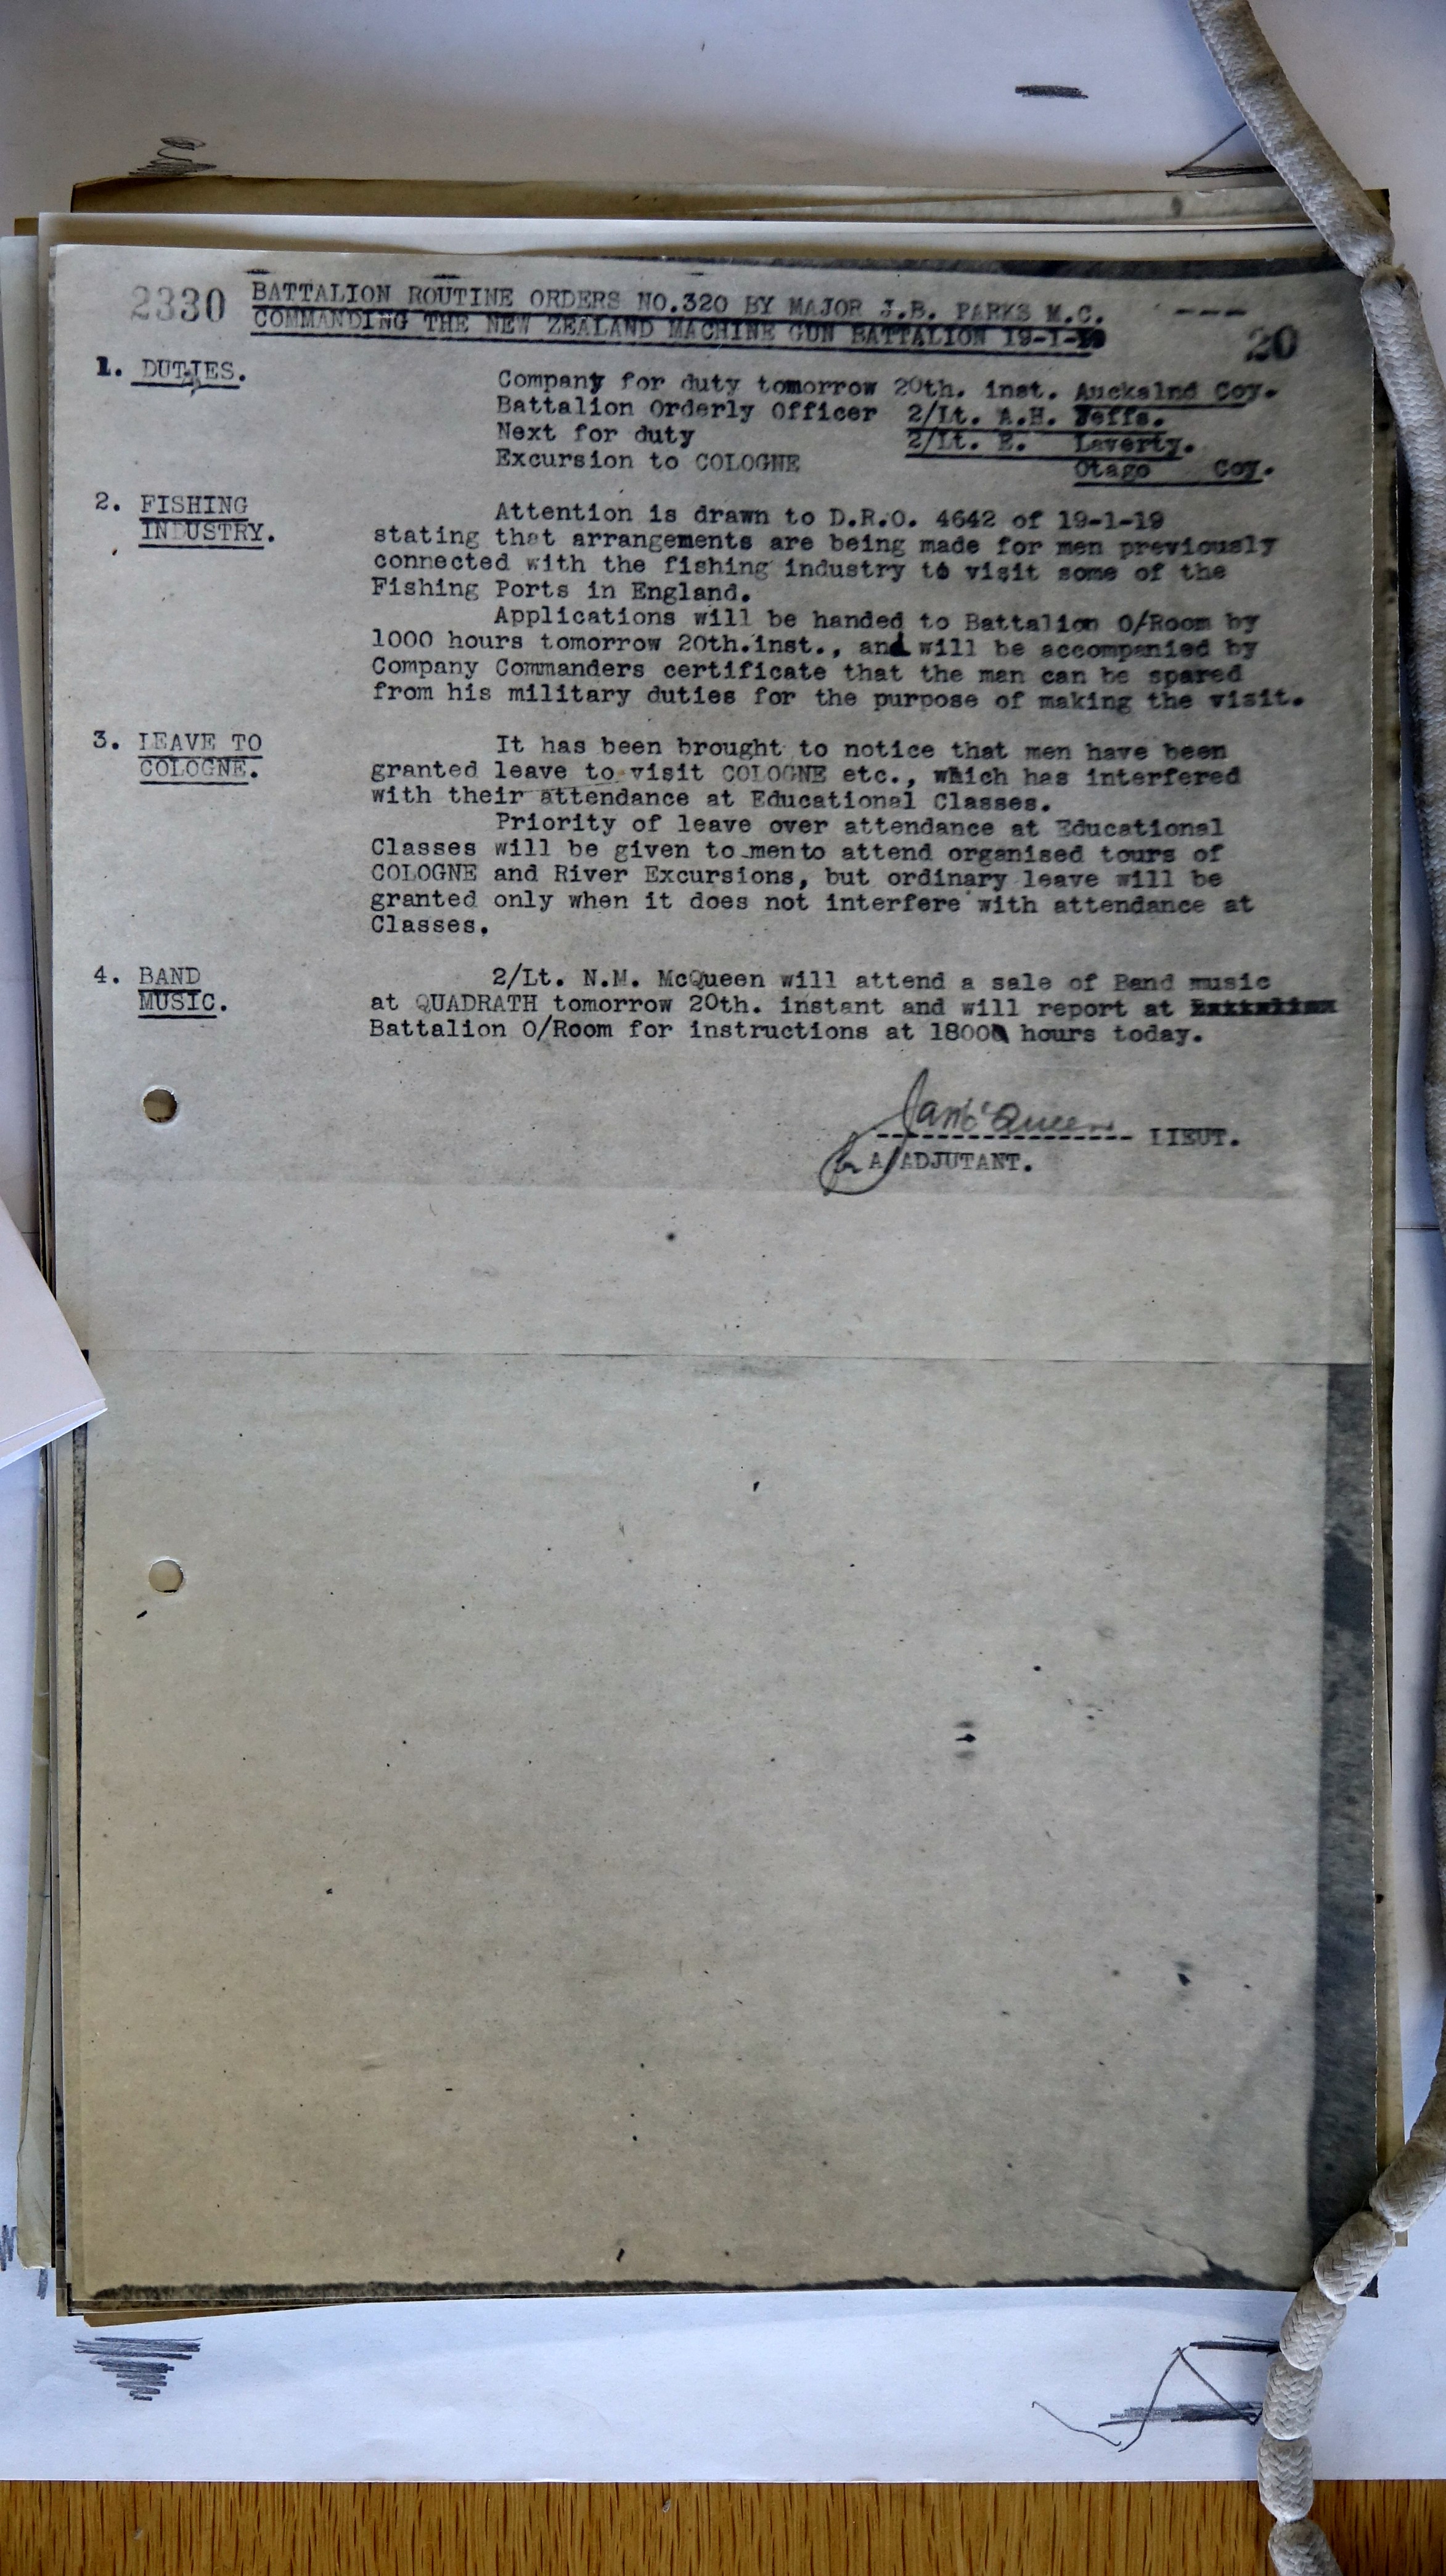 2330 BATTALION ROUTINE ORDERS NO.320 BY MAJOR J.B. PARKS M.C.
COMMANDING THE NEW ZEALAND MACHINE GUN BATTALION 19-1-19
20
1. DUTIES.
Company for duty tomorrow 20th. inst. Auckalnd Coy.
Battalion Orderly Officer 2/Lt. A.H. Jeffs.
Next for duty 2/Lt. E. Laverty.
Excursion to COLOGNE Otago Coy.
2. FISHING
INDUSTRY.
Attention is drawn to D.R.O. 4642 of 19-1-19
stating that arrangements are being made for men previously
connected with the fishing industry to visit some of the
Fishing Ports in England.
Applications will be handed to Battalion O/Room by
1000 hours tomorrow 20th.inst., and will be accompanied by
Company Commanders certificate that the man can be spared
from his military duties for the purpose of making the visit.
3. LEAVE TO
COLOGNE.
It has been brought to notice that men have been
granted leave to visit COLOGNE etc., which has interfered
with their attendance at Educational Classes.
Priority of leave over attendance at Educational
Classes will be given to mento attend organised tours of
COLOGNE and River Excursions, but ordinary leave will be
granted only when it does not interfere with attendance at
Classes.
4. BAND
MUSIC.
2/Lt. N.M. McQueen will attend a sale of Band music
at QUADRATH tomorrow 20th. instant and will report at
Battalion O/Room for instructions at 1800 hours today.
McQueen LIEUT.
for A/ADJUTANT.